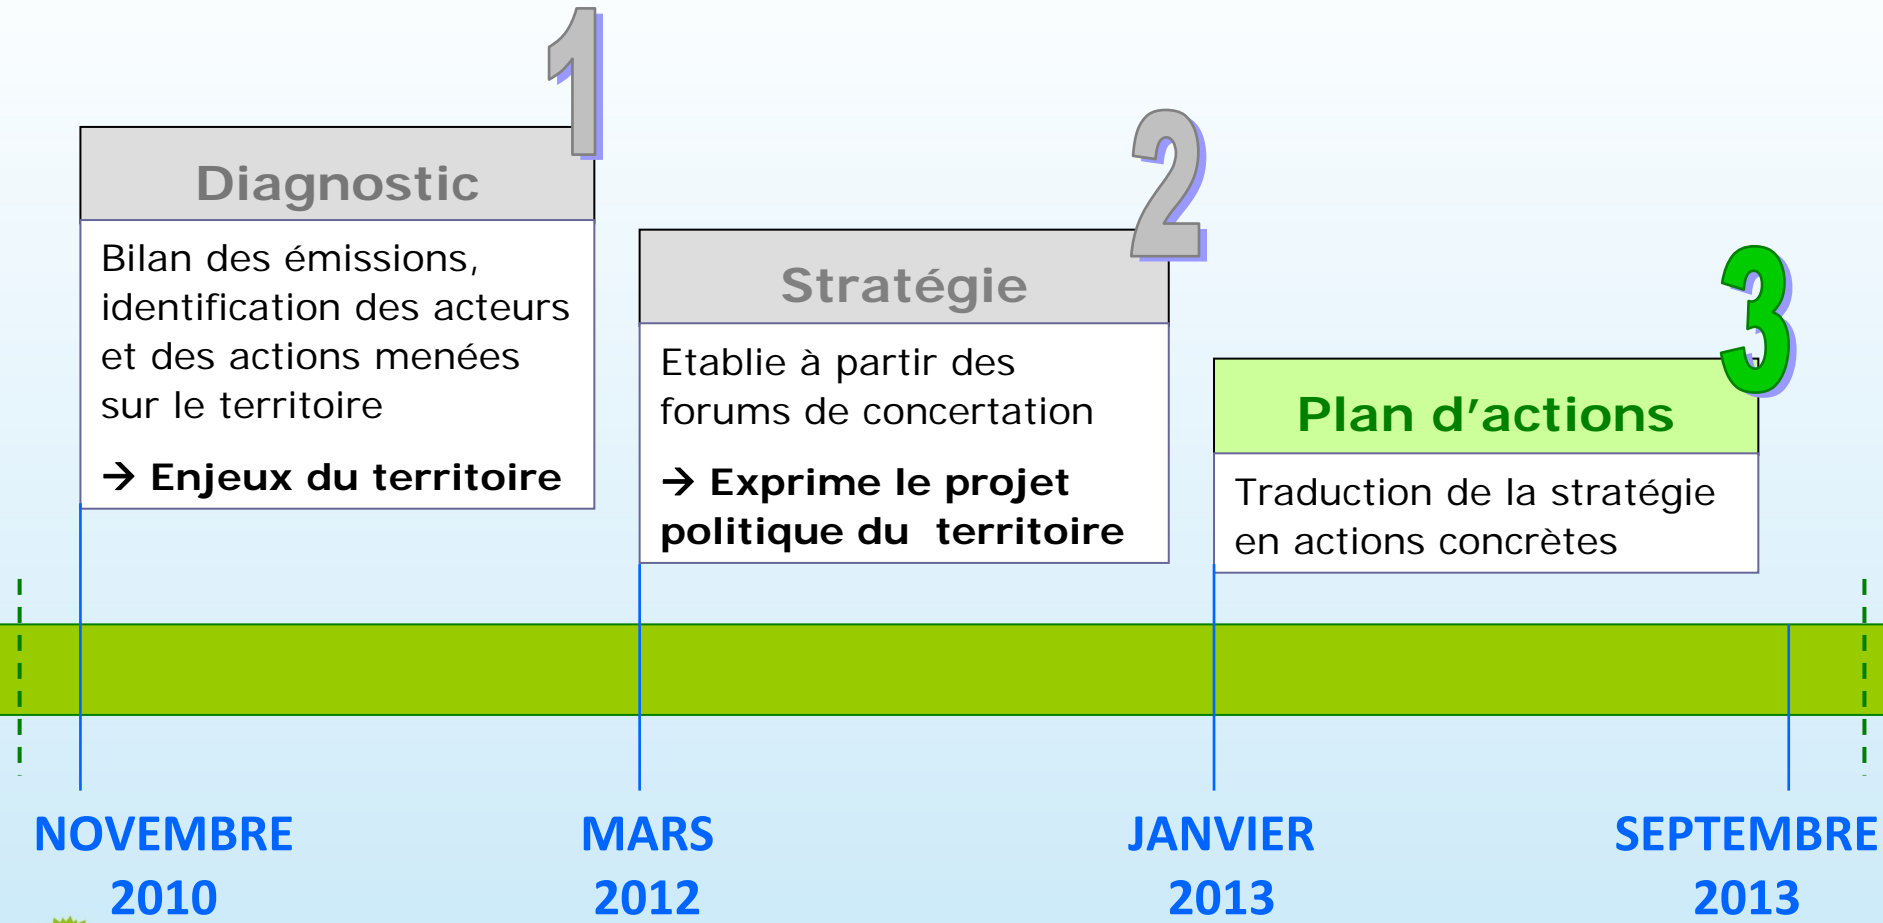 1
Diagnostic
Bilan des émissions,
identification des acteurs
et des actions menées
sur le territoire
→ Enjeux du territoire
2
Stratégie
Etablie à partir des
forums de concertation
→ Exprime le projet
politique du  territoire
3
Plan d’actions
Traduction de la stratégie
en actions concrètes
NOVEMBRE
2010
MARS
2012
JANVIER
2013
SEPTEMBRE
2013